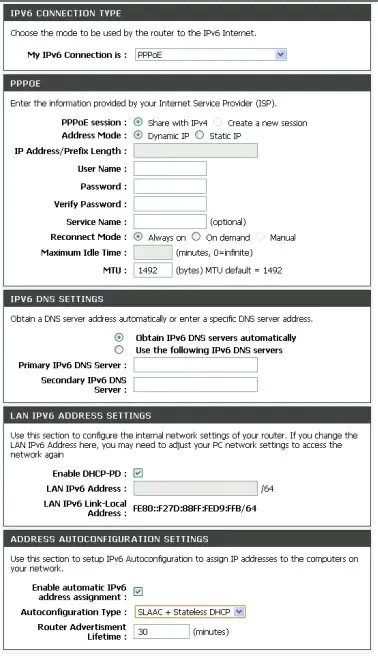 IPV6 CONNECTION TYPE
Choose the mode to be used by the router to the IPv6 Internet.
My IPv6 Connection is : PPPoE
PPPOE
Enter the information provided by your Internet Service Provider (ISP).
PPPoE session : Share with IPv4 Create a new session
Address Mode : Dynamic IP Static IP
IP Address/Prefix Length :
User Name :
Password :
Verify Password :
Service Name : (optional)
Reconnect Mode : Always on On demand Manual
Maximum Idle Time : (minutes, 0=infinite)
MTU : 1492 (bytes) MTU default = 1492
IPV6 DNS SETTINGS
Obtain a DNS server address automatically or enter a specific DNS server address.
Obtain IPv6 DNS servers automatically
Use the following IPv6 DNS servers
Primary IPv6 DNS Server :
Secondary IPv6 DNS
Server :
LAN IPV6 ADDRESS SETTINGS
Use this section to configure the internal network settings of your router. If you change the
LAN IPv6 Address here, you may need to adjust your PC network settings to access the
network again
Enable DHCP-PD :
LAN IPv6 Address : /64
LAN IPv6 Link-Local
Address : FE80::F27D:88FF:FED9:FFB/64
ADDRESS AUTOCONFIGURATION SETTINGS
Use this section to setup IPv6 Autoconfiguration to assign IP addresses to the computers on
your network.
Enable automatic IPv6
address assignment :
Autoconfiguration Type : SLAAC + Stateless DHCP
Router Advertisment
Lifetime : 30 (minutes)